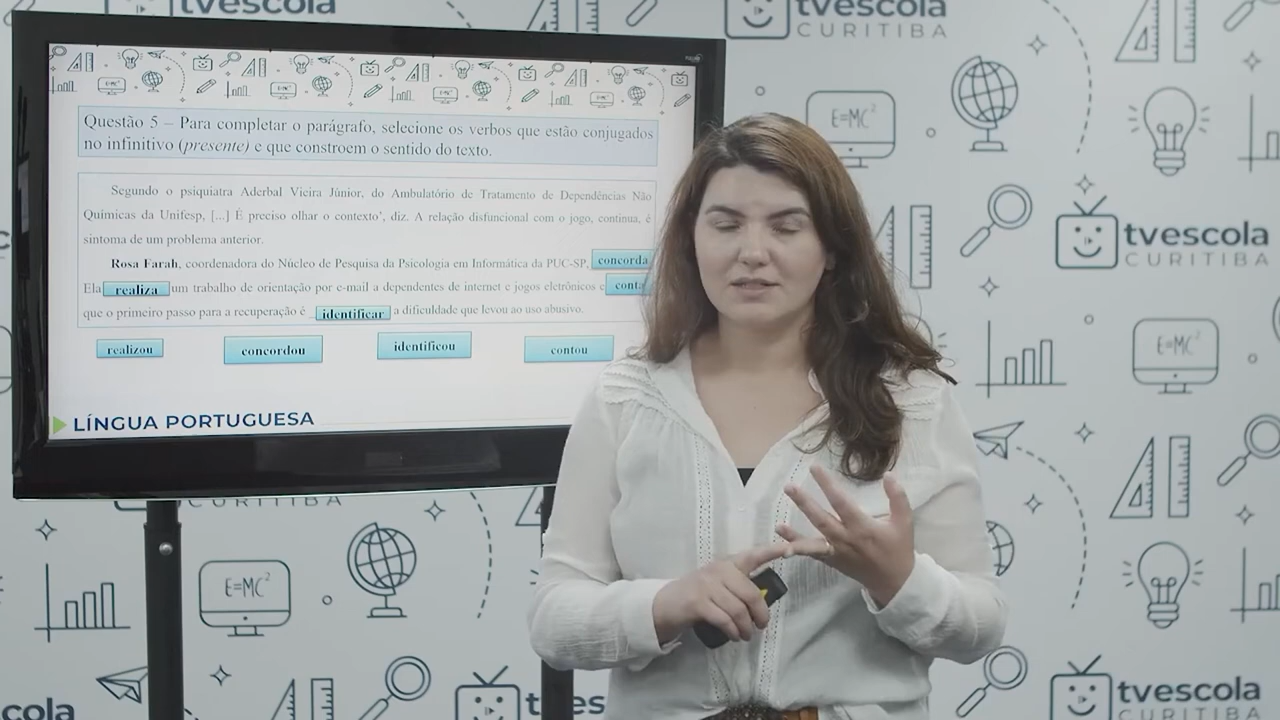 tvescola
tvescola
CURITIBA
Questão 5 – Para completar o parágrafo, selecione os verbos que estão conjugados
no infinitivo (presente) e que constroem o sentido do texto.
Segundo o psiquiatra Aderbal Vieira Júnior, do Ambulatório de Tratamento de Dependências Não
Químicas da Unifesp, [...] É preciso olhar o contexto', diz. A relação disfuncional com o jogo, continua, é
sintoma de um problema anterior.
Rosa Farah, coordenadora do Núcleo de Pesquisa da Psicologia em Informática da PUC-SP, concorda
Ela realiza um trabalho de orientação por e-mail a dependentes de internet e jogos eletrônicos e conta
que o primeiro passo para a recuperação é identificar a dificuldade que levou ao uso abusivo.
realizou concordou identificou contou
LÍNGUA PORTUGUESA
E=MC²
tvescola
CURITIBA
E=MC²
CURITIBA
E=MC²
tvescola
CURITIBA
cola
tves